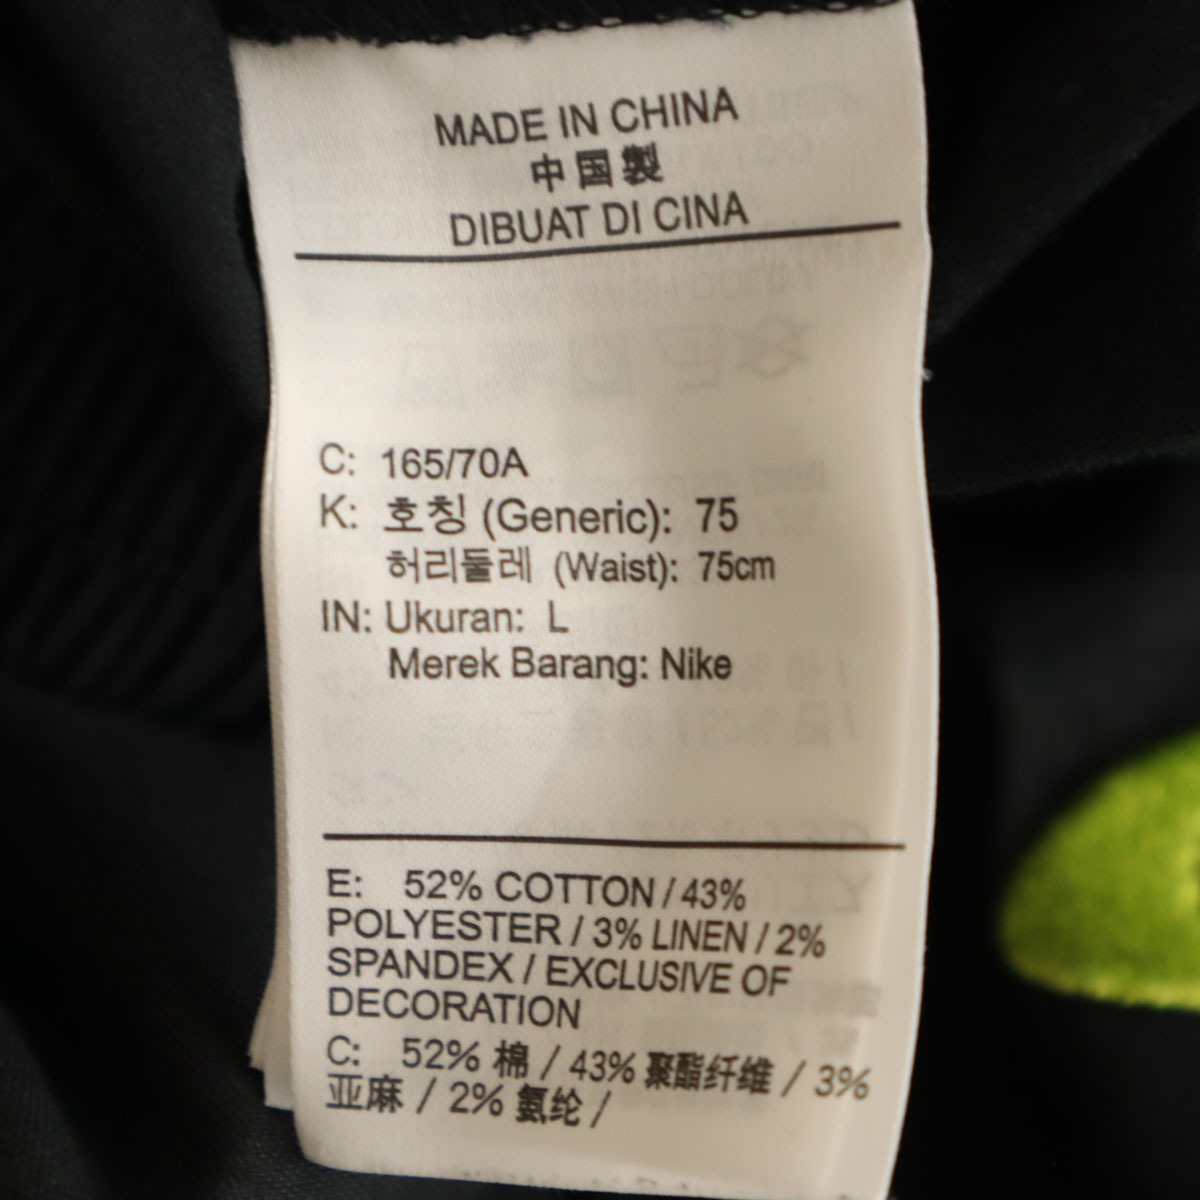 MADE IN CHINA
中国製
DIBUAT DI CINA
C: 165/70A
K: 호칭 (Generic): 75
허리둘레 (Waist): 75cm
IN: Ukuran: L
Merek Barang: Nike
E: 52% COTTON / 43%
POLYESTER / 3% LINEN / 2%
SPANDEX / EXCLUSIVE OF
DECORATION
C: 52% 棉 / 43% 聚酯纤维 / 3%
亚麻 / 2% 氨纶 /